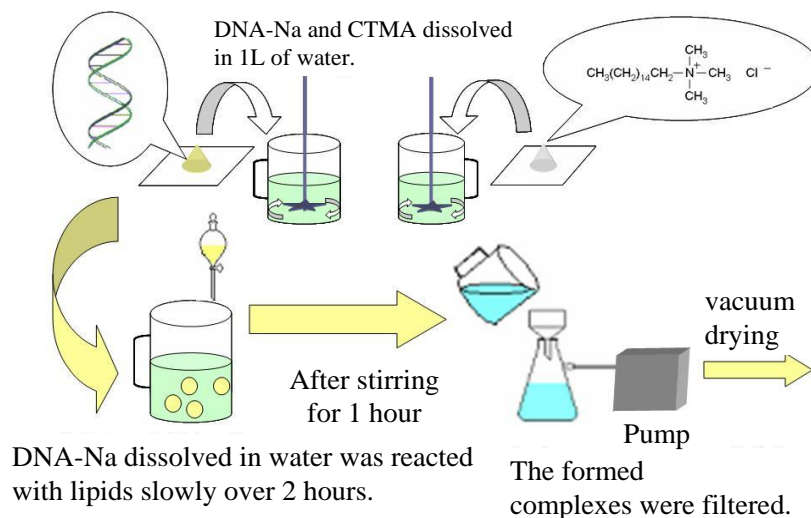 DNA-Na and CTMA dissolved
in 1L of water.
CH₃
CH₃(CH₂)₁₄CH₂–N⁺–CH₃ Cl⁻
CH₃
vacuum
drying
After stirring
for 1 hour
Pump
DNA-Na dissolved in water was reacted
with lipids slowly over 2 hours.
The formed
complexes were filtered.